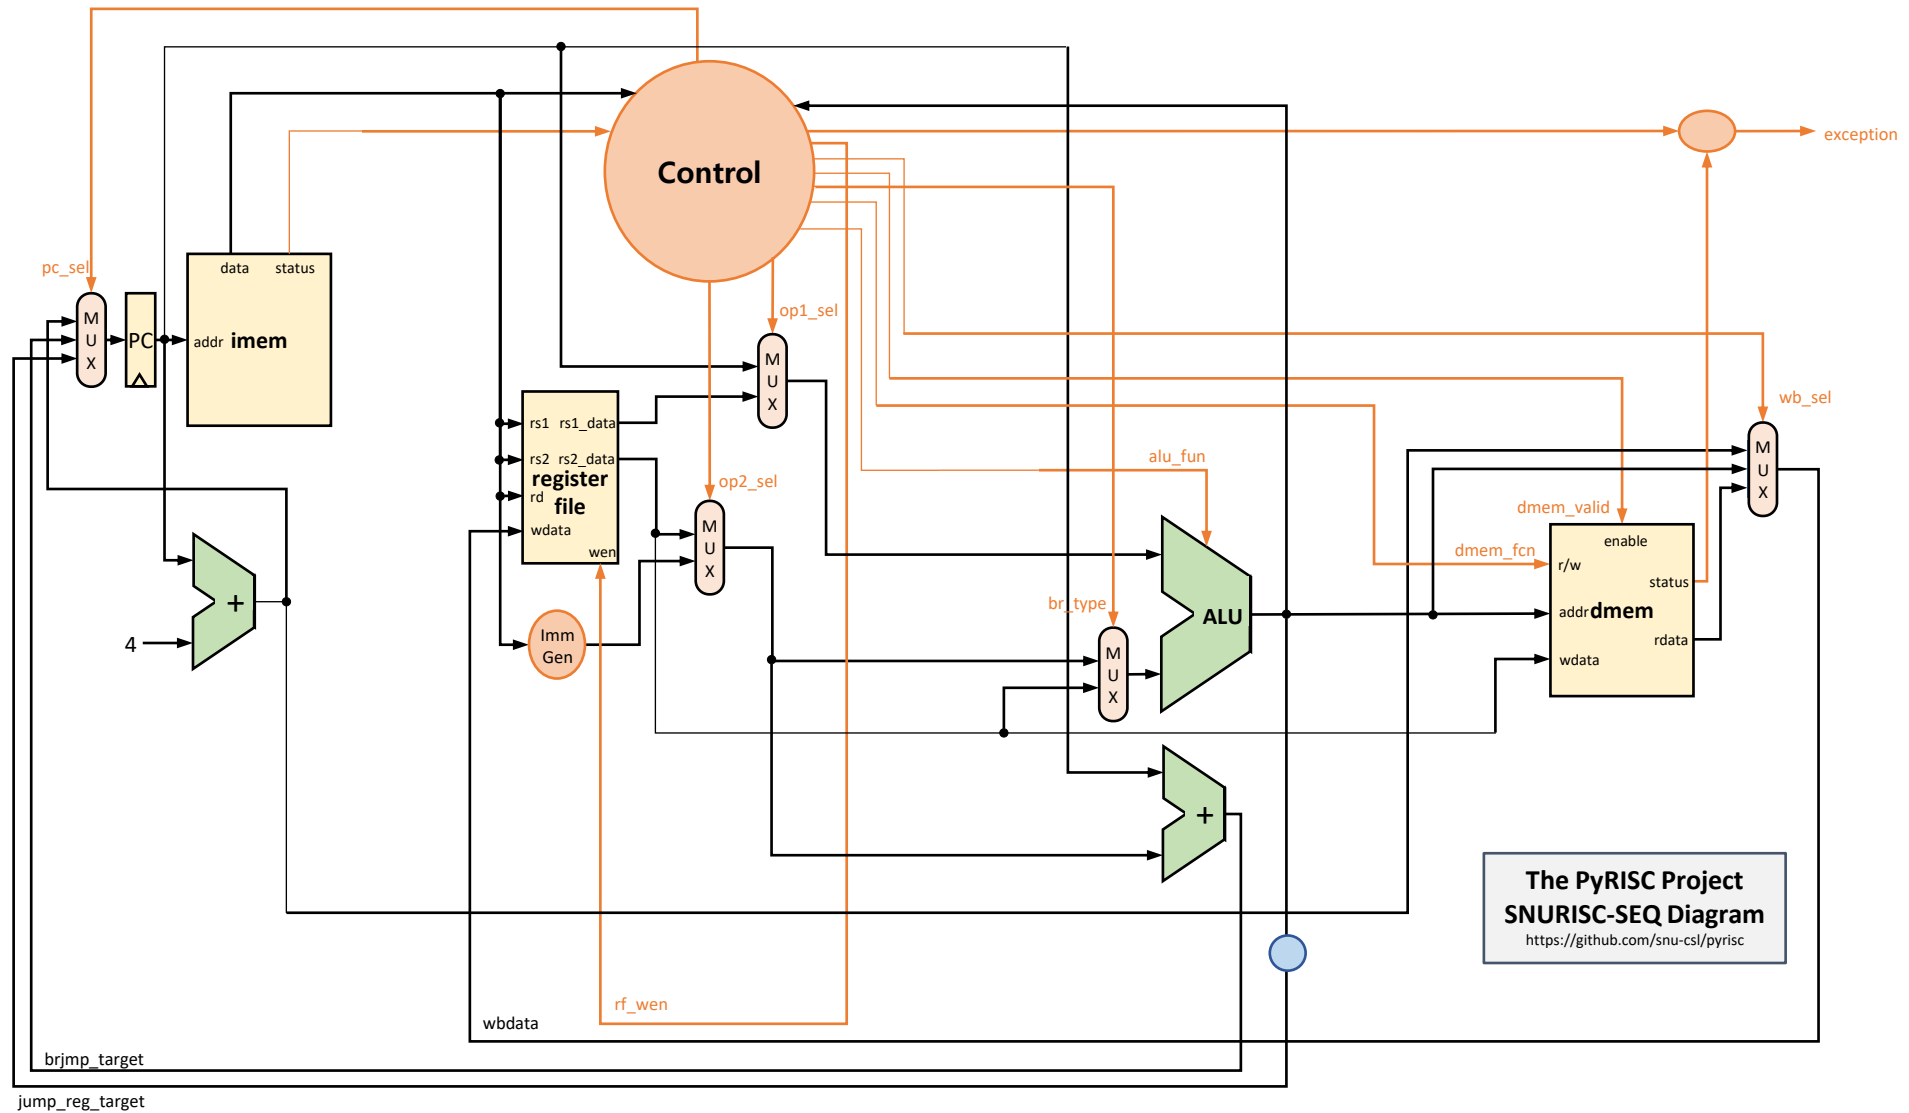 Control
exception
data status
pc_sel
M
U
X
PC
addr imem
op1_sel
M
U
X
rs1 rs1_data
rs2 rs2_data
register
file
rd
wdata
wen
op2_sel
M
U
X
alu_fun
wb_sel
M
U
X
dmem_valid
enable
dmem_fcn
r/w
status
addr dmem
rdata
wdata
br_type
M
U
X
ALU
+
4
Imm
Gen
+
The PyRISC Project
SNURISC-SEQ Diagram
https://github.com/snu-csl/pyrisc
rf_wen
wbdata
brjmp_target
jump_reg_target